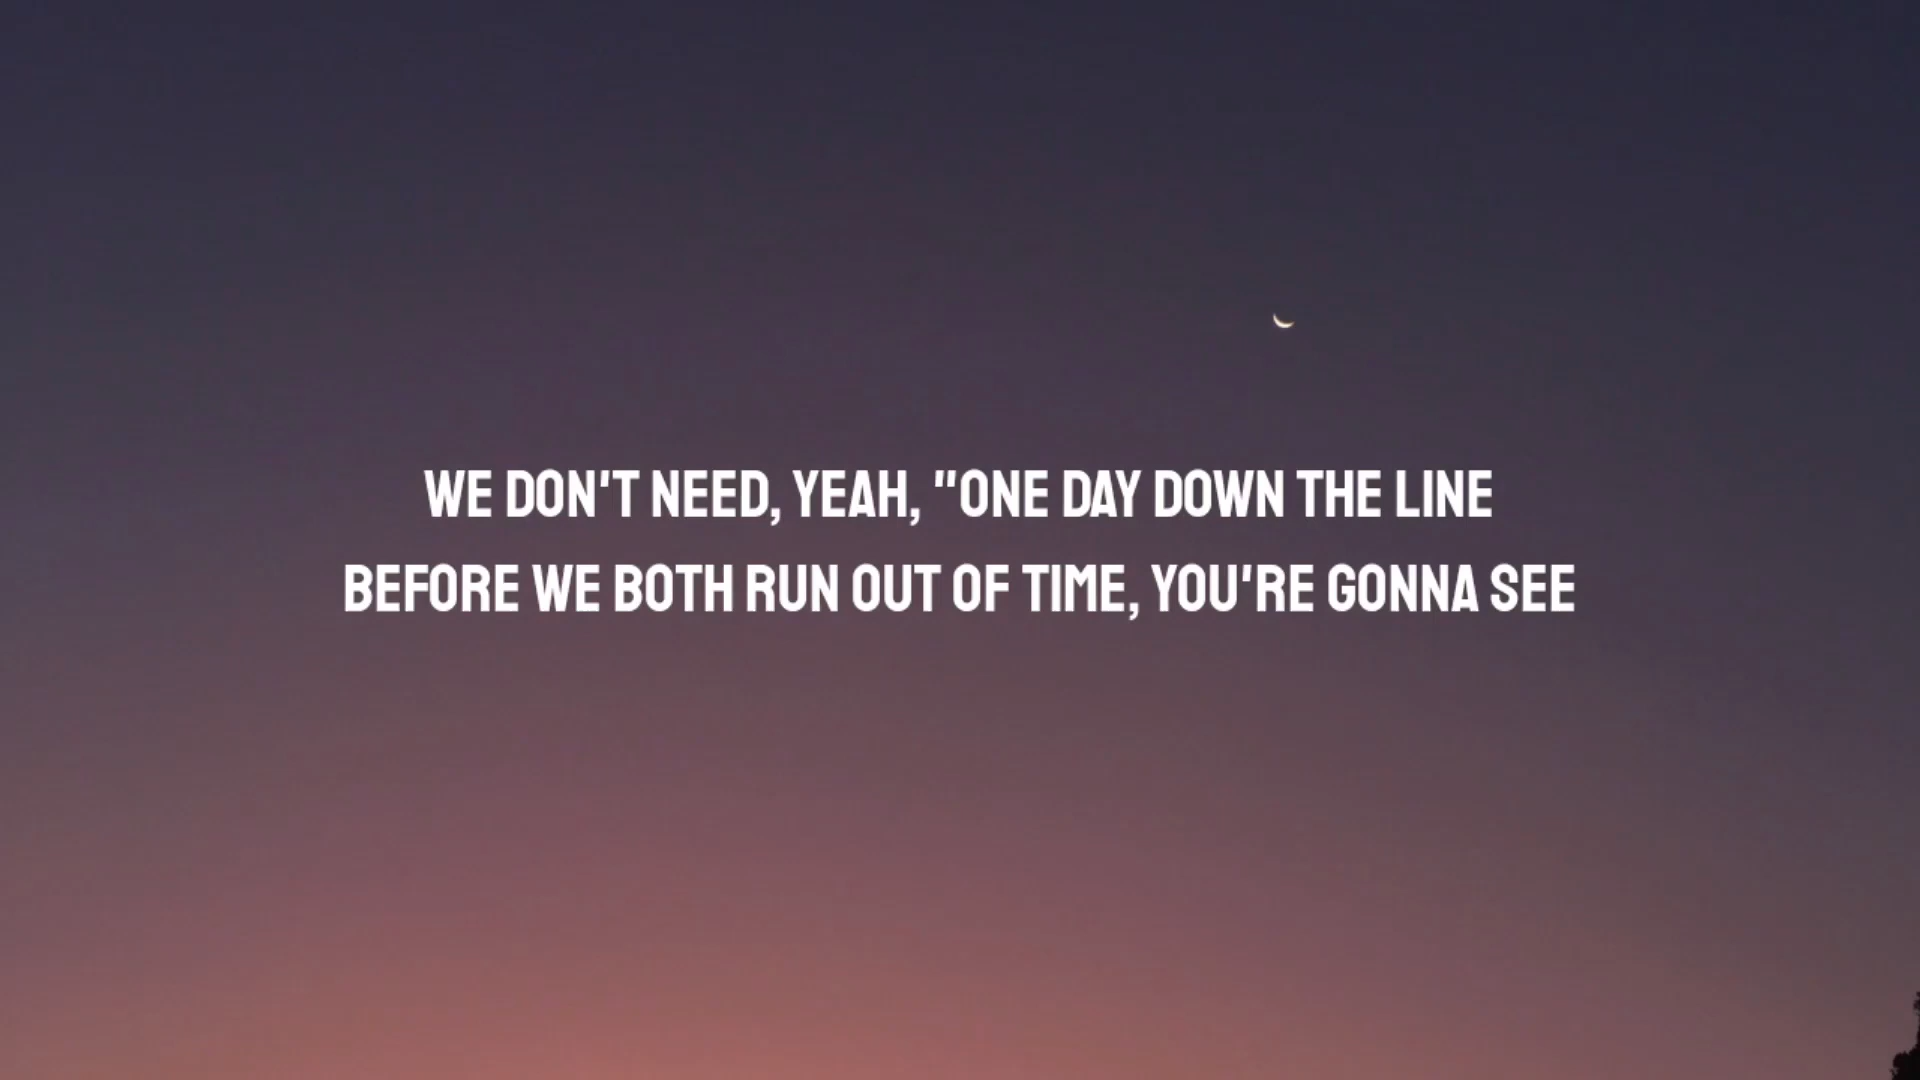 WE DON'T NEED, YEAH, "ONE DAY DOWN THE LINE
BEFORE WE BOTH RUN OUT OF TIME, YOU'RE GONNA SEE